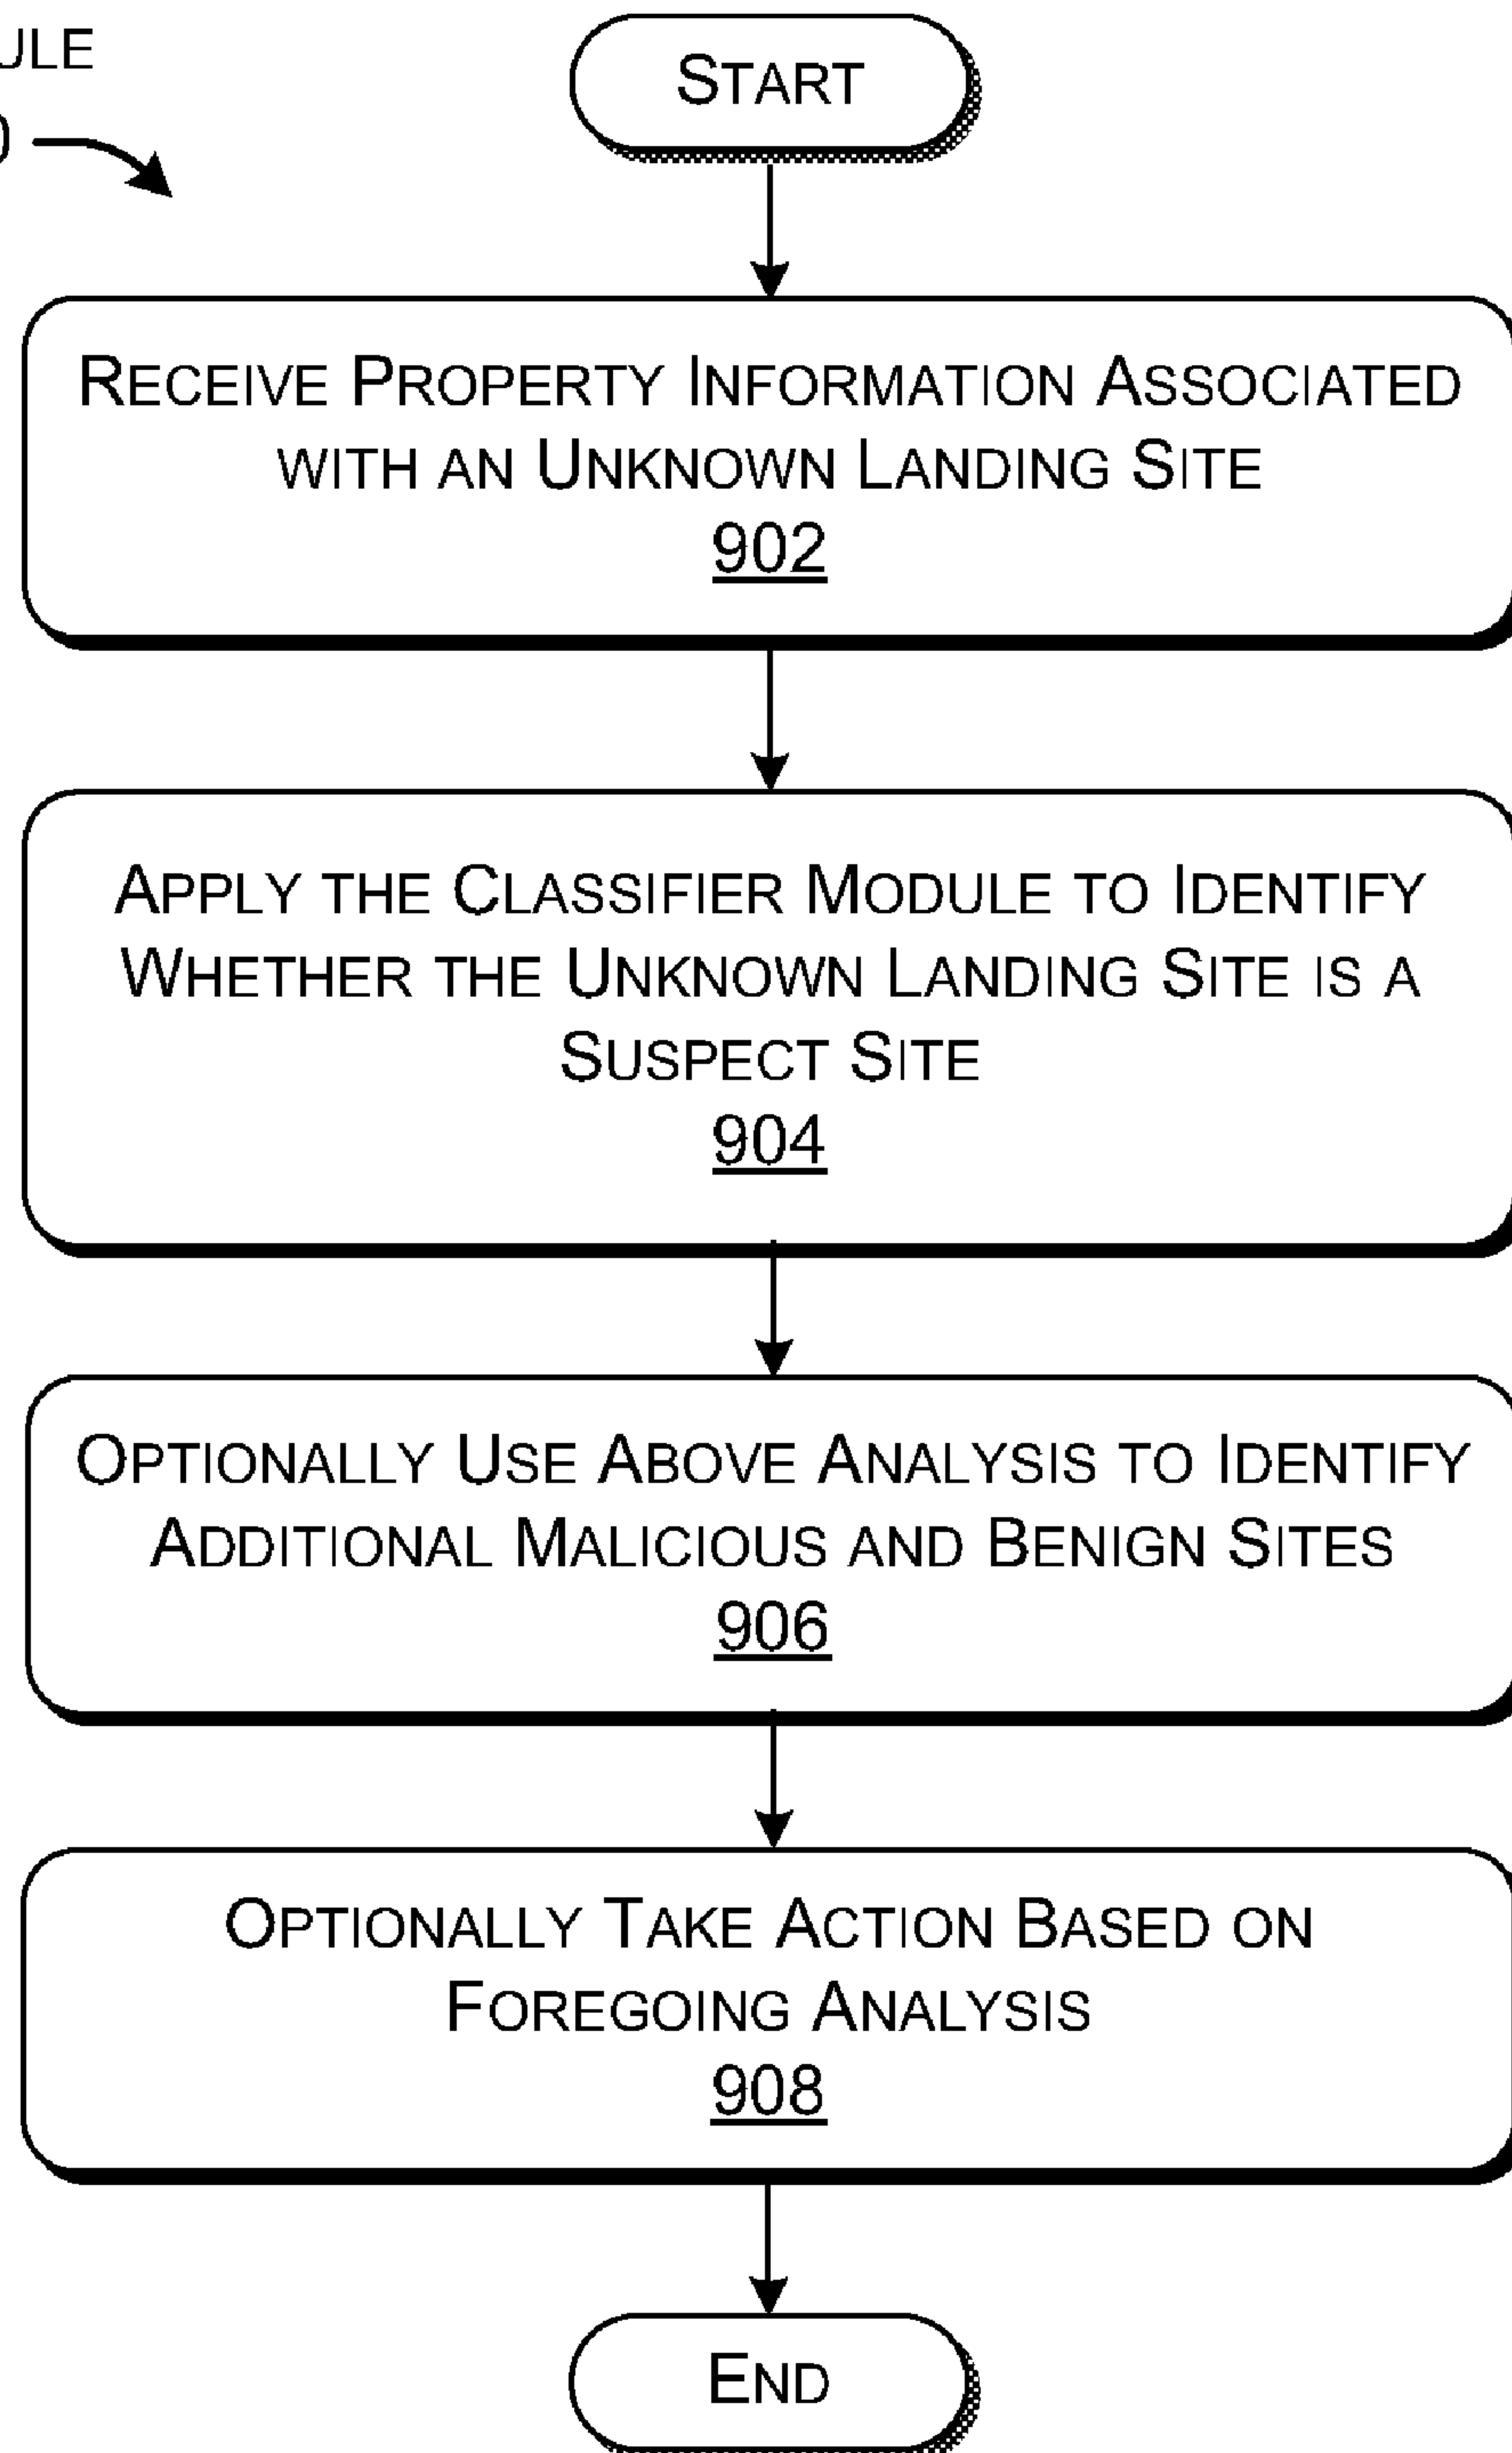 START
RECEIVE PROPERTY INFORMATION ASSOCIATED
WITH AN UNKNOWN LANDING SITE
902
APPLY THE CLASSIFIER MODULE TO IDENTIFY
WHETHER THE UNKNOWN LANDING SITE IS A
SUSPECT SITE
904
OPTIONALLY USE ABOVE ANALYSIS TO IDENTIFY
ADDITIONAL MALICIOUS AND BENIGN SITES
906
OPTIONALLY TAKE ACTION BASED ON
FOREGOING ANALYSIS
908
END